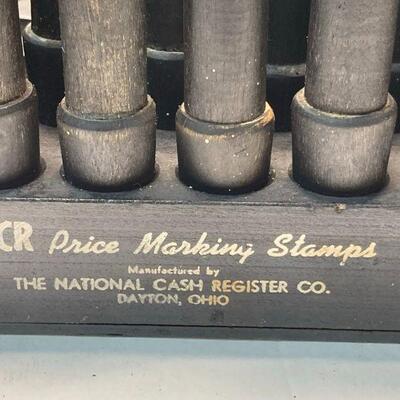 CR Price Marking Stamps
Manufactured by
THE NATIONAL CASH REGISTER CO.
DAYTON, OHIO